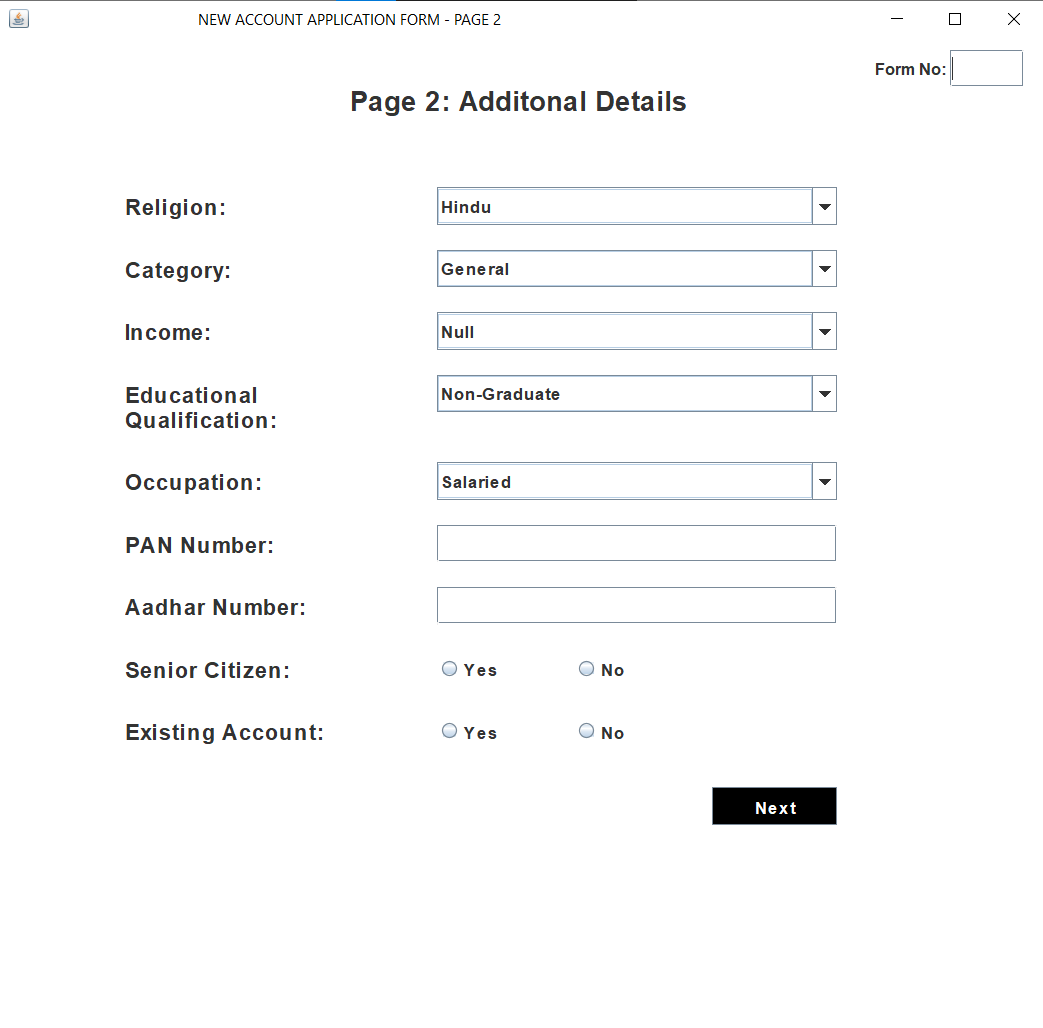 NEW ACCOUNT APPLICATION FORM - PAGE 2
Form No:
Page 2: Additonal Details
Religion: Hindu
Category: General
Income: Null
Educational Non-Graduate
Qualification:
Occupation: Salaried
PAN Number:
Aadhar Number:
Senior Citizen: Yes No
Existing Account: Yes No
Next